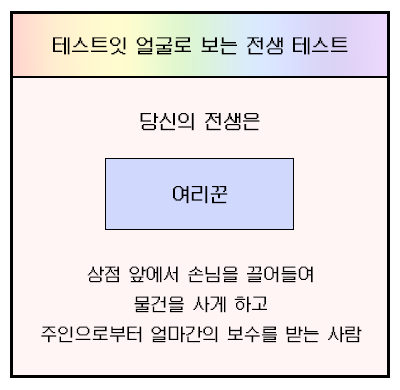 테스트잇 얼굴로 보는 전생 테스트
당신의 전생은
여리꾼
상점 앞에서 손님을 끌어들여
물건을 사게 하고
주인으로부터 얼마간의 보수를 받는 사람